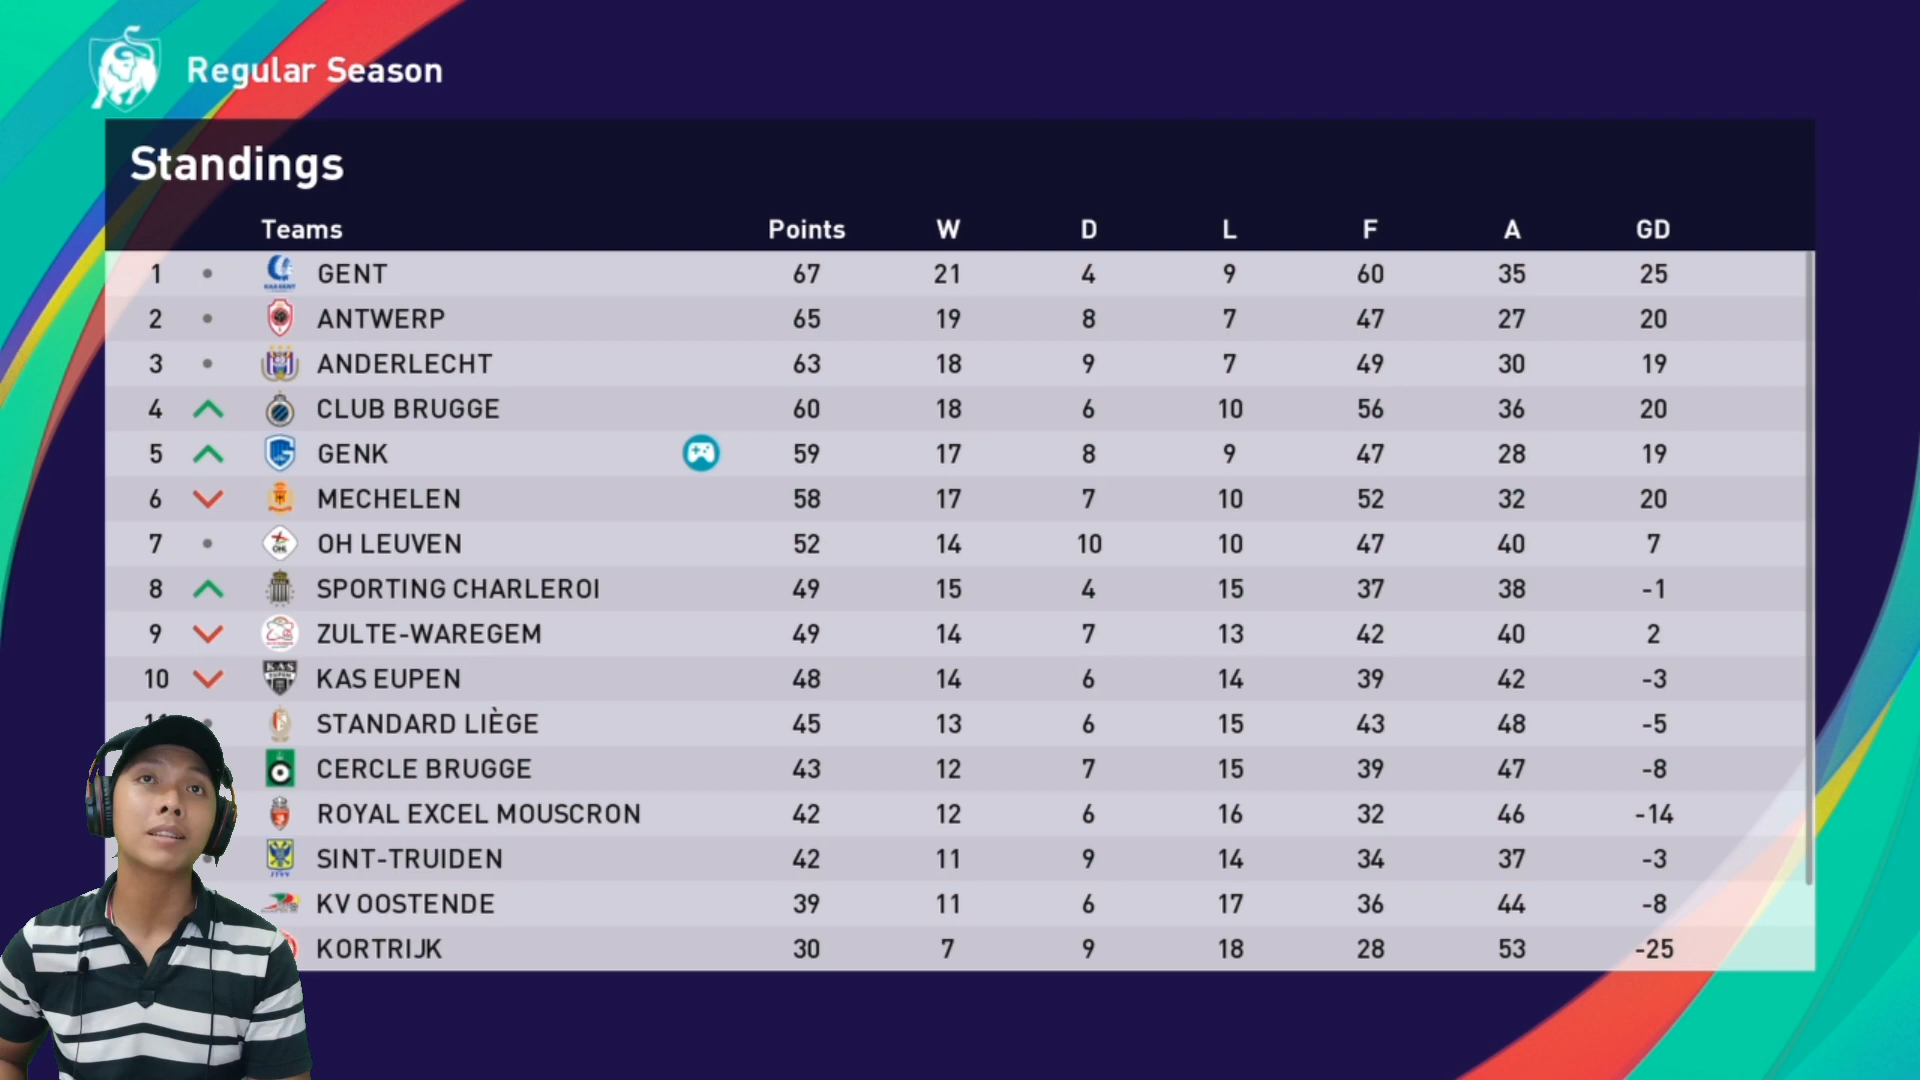 Regular Season
Standings
Teams Points W D L F A GD
1 GENT 67 21 4 9 60 35 25
2 ANTWERP 65 19 8 7 47 27 20
3 ANDERLECHT 63 18 9 7 49 30 19
4 CLUB BRUGGE 60 18 6 10 56 36 20
5 GENK 59 17 8 9 47 28 19
6 MECHELEN 58 17 7 10 52 32 20
7 OH LEUVEN 52 14 10 10 47 40 7
8 SPORTING CHARLEROI 49 15 4 15 37 38 -1
9 ZULTE-WAREGEM 49 14 7 13 42 40 2
10 KAS EUPEN 48 14 6 14 39 42 -3
STANDARD LIÈGE 45 13 6 15 43 48 -5
CERCLE BRUGGE 43 12 7 15 39 47 -8
ROYAL EXCEL MOUSCRON 42 12 6 16 32 46 -14
SINT-TRUIDEN 42 11 9 14 34 37 -3
KV OOSTENDE 39 11 6 17 36 44 -8
KORTRIJK 30 7 9 18 28 53 -25